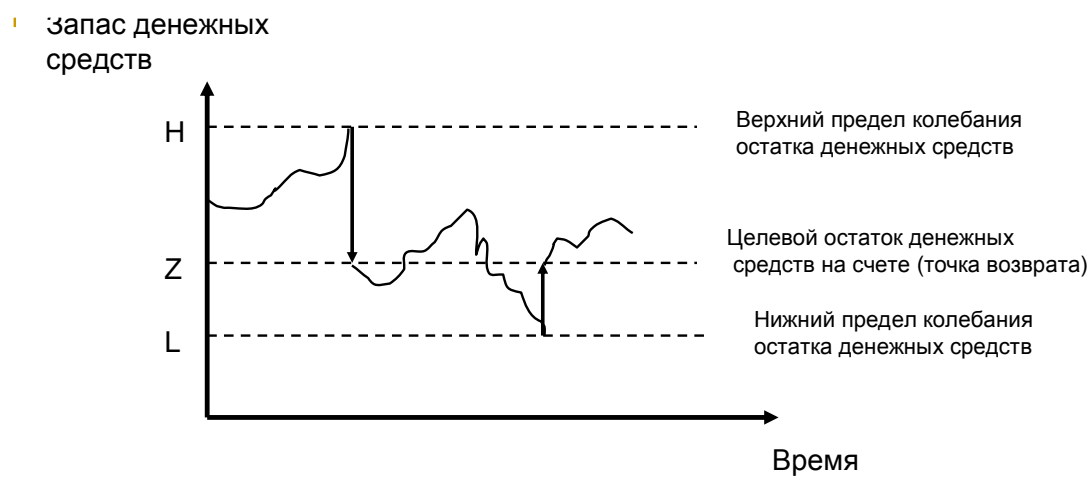 Запас денежных
средств
H
Верхний предел колебания
остатка денежных средств
Z
Целевой остаток денежных
средств на счете (точка возврата)
L
Нижний предел колебания
остатка денежных средств
Время